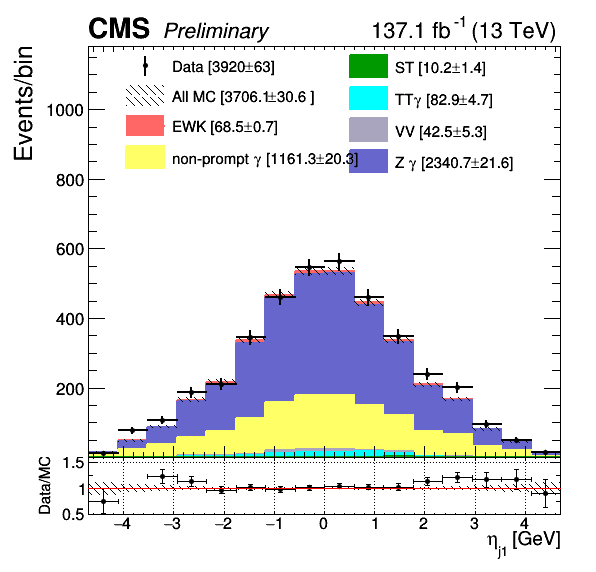 CMS Preliminary 137.1 fb⁻¹ (13 TeV)
Events/bin
Data [3920±63]
All MC [3706.1±30.6 ]
EWK [68.5±0.7]
non-prompt γ [1161.3±20.3]
ST [10.2±1.4]
TTγ [82.9±4.7]
VV [42.5±5.3]
Z γ [2340.7±21.6]
1000
800
600
400
200
Data/MC
1.5
1
0.5
−4 −3 −2 −1 0 1 2 3 4
η_j1 [GeV]